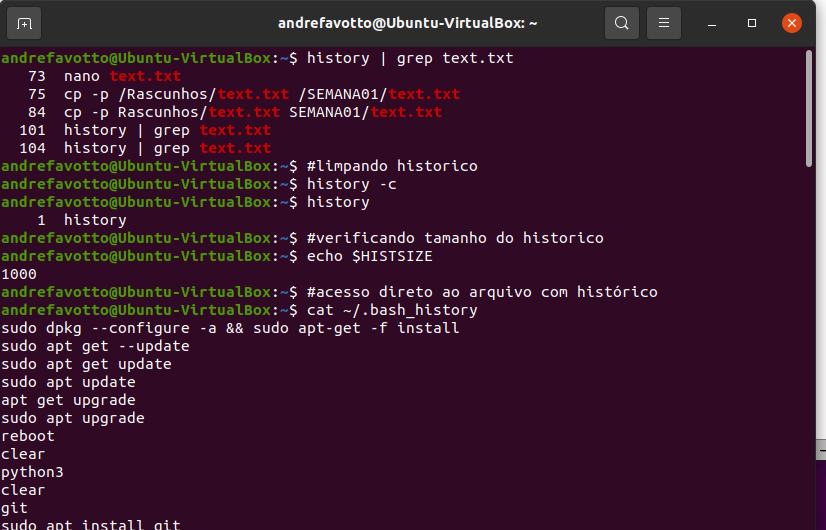 andrefavotto@Ubuntu-VirtualBox: ~
andrefavotto@Ubuntu-VirtualBox:~$ history | grep text.txt
   73  nano text.txt
   75  cp -p /Rascunhos/text.txt /SEMANA01/text.txt
   84  cp -p Rascunhos/text.txt SEMANA01/text.txt
  101  history | grep text.txt
  104  history | grep text.txt
andrefavotto@Ubuntu-VirtualBox:~$ #limpando historico
andrefavotto@Ubuntu-VirtualBox:~$ history -c
andrefavotto@Ubuntu-VirtualBox:~$ history
    1  history
andrefavotto@Ubuntu-VirtualBox:~$ #verificando tamanho do historico
andrefavotto@Ubuntu-VirtualBox:~$ echo $HISTSIZE
1000
andrefavotto@Ubuntu-VirtualBox:~$ #acesso direto ao arquivo com histórico
andrefavotto@Ubuntu-VirtualBox:~$ cat ~/.bash_history
sudo dpkg --configure -a && sudo apt-get -f install
sudo apt get --update
sudo apt get update
sudo apt update
apt get upgrade
sudo apt upgrade
reboot
clear
python3
clear
git
sudo apt install git